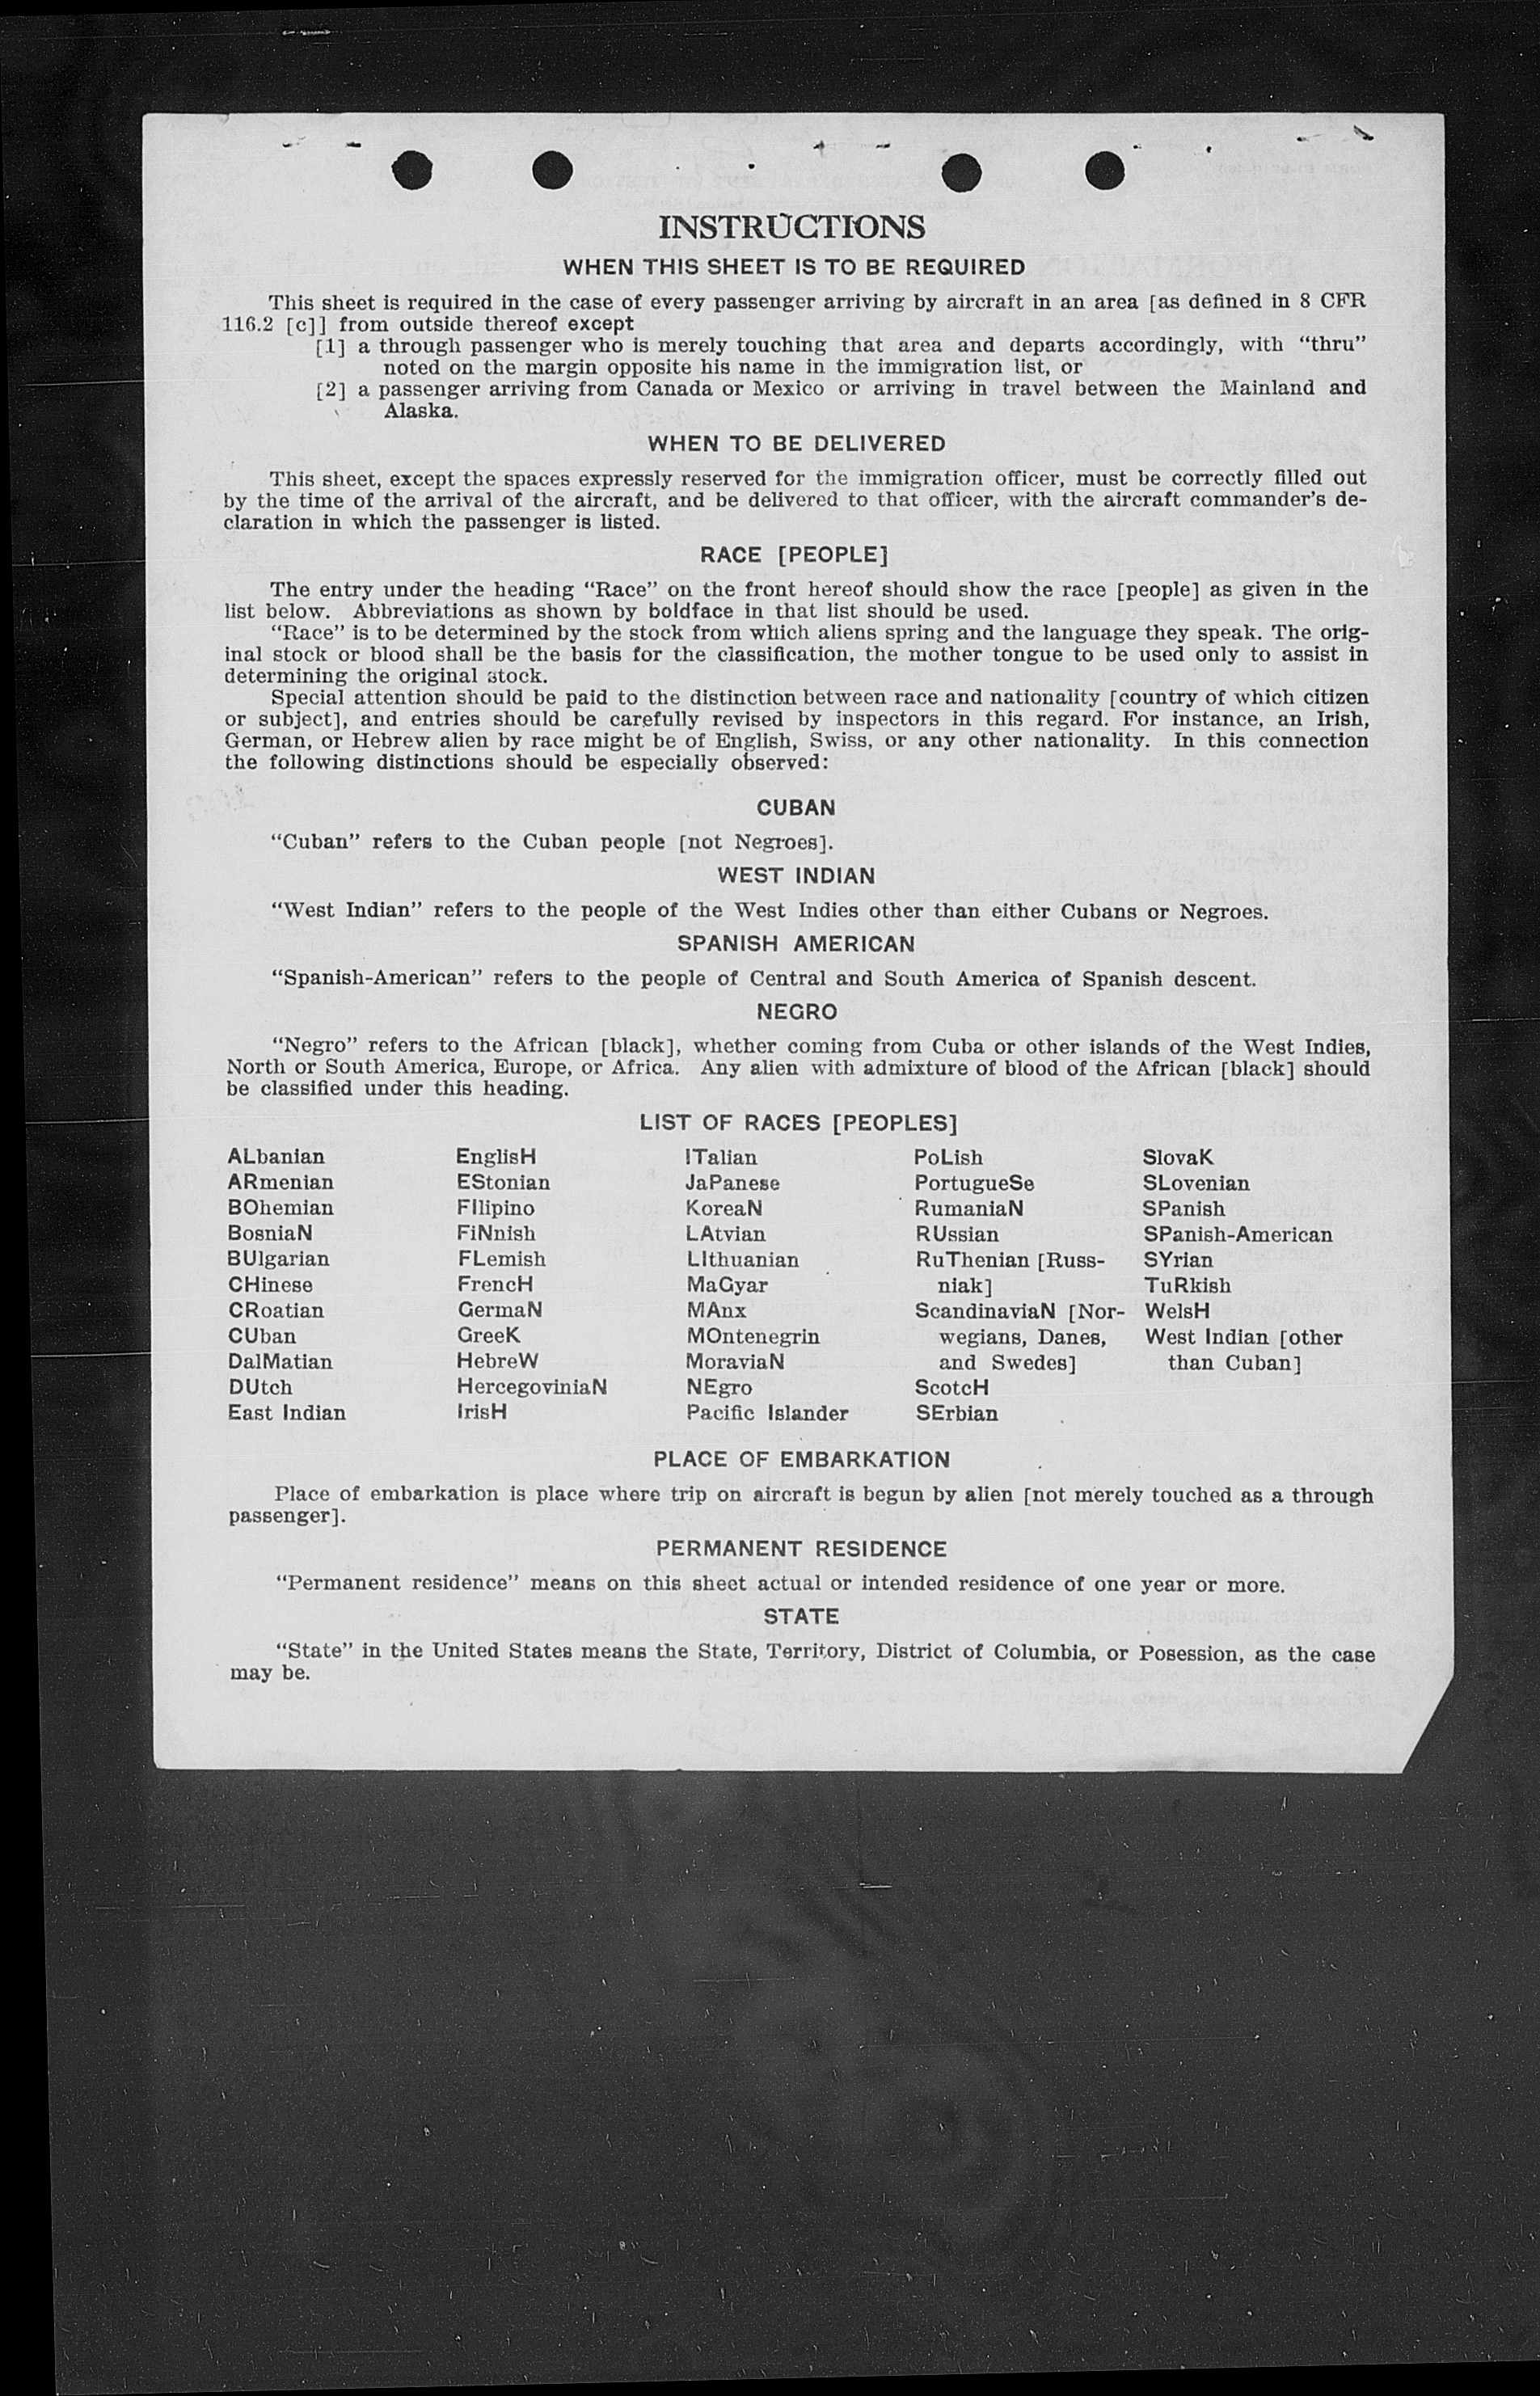 INSTRUCTIONS
WHEN THIS SHEET IS TO BE REQUIRED
This sheet is required in the case of every passenger arriving by aircraft in an area [as defined in 8 CFR
116.2 [c]] from outside thereof except
[1] a through passenger who is merely touching that area and departs accordingly, with “thru”
noted on the margin opposite his name in the immigration list, or
[2] a passenger arriving from Canada or Mexico or arriving in travel between the Mainland and
Alaska.
WHEN TO BE DELIVERED
This sheet, except the spaces expressly reserved for the immigration officer, must be correctly filled out
by the time of the arrival of the aircraft, and be delivered to that officer, with the aircraft commander’s de-
claration in which the passenger is listed.
RACE [PEOPLE]
The entry under the heading “Race” on the front hereof should show the race [people] as given in the
list below. Abbreviations as shown by boldface in that list should be used.
“Race” is to be determined by the stock from which aliens spring and the language they speak. The orig-
inal stock or blood shall be the basis for the classification, the mother tongue to be used only to assist in
determining the original stock.
Special attention should be paid to the distinction between race and nationality [country of which citizen
or subject], and entries should be carefully revised by inspectors in this regard. For instance, an Irish,
German, or Hebrew alien by race might be of English, Swiss, or any other nationality. In this connection
the following distinctions should be especially observed:
CUBAN
“Cuban” refers to the Cuban people [not Negroes].
WEST INDIAN
“West Indian” refers to the people of the West Indies other than either Cubans or Negroes.
SPANISH AMERICAN
“Spanish-American” refers to the people of Central and South America of Spanish descent.
NEGRO
“Negro” refers to the African [black], whether coming from Cuba or other islands of the West Indies,
North or South America, Europe, or Africa. Any alien with admixture of blood of the African [black] should
be classified under this heading.
LIST OF RACES [PEOPLES]
ALbanian
ARmenian
BOhemian
BosniaN
BUlgarian
CHinese
CRoatian
CUban
DalMatian
DUtch
East Indian
EnglisH
EStonian
FIlipino
FiNnish
FLemish
FrencH
GermaN
GreeK
HebreW
HercegoviniaN
IrisH
ITalian
JaPanese
KoreaN
LAtvian
LIthuanian
MaGyar
MAnx
MOntenegrin
MoraviaN
NEgro
Pacific Islander
PoLish
PortugueSe
RumaniaN
RUssian
RuThenian [Russ-
niak]
ScandinaviaN [Nor-
wegians, Danes,
and Swedes]
ScotcH
SErbian
SlovaK
SLovenian
SPanish
SPanish-American
SYrian
TuRkish
WelsH
West Indian [other
than Cuban]
PLACE OF EMBARKATION
Place of embarkation is place where trip on aircraft is begun by alien [not merely touched as a through
passenger].
PERMANENT RESIDENCE
“Permanent residence” means on this sheet actual or intended residence of one year or more.
STATE
“State” in the United States means the State, Territory, District of Columbia, or Posession, as the case
may be.